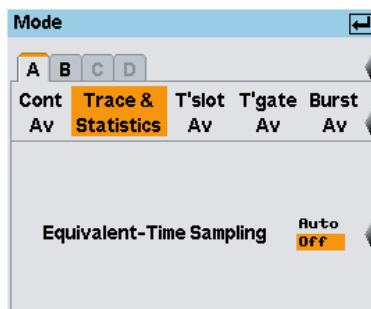 Mode
A B C D
Cont Trace & T'slot T'gate Burst
Av Statistics Av Av Av
Equivalent-Time Sampling
Auto
Off